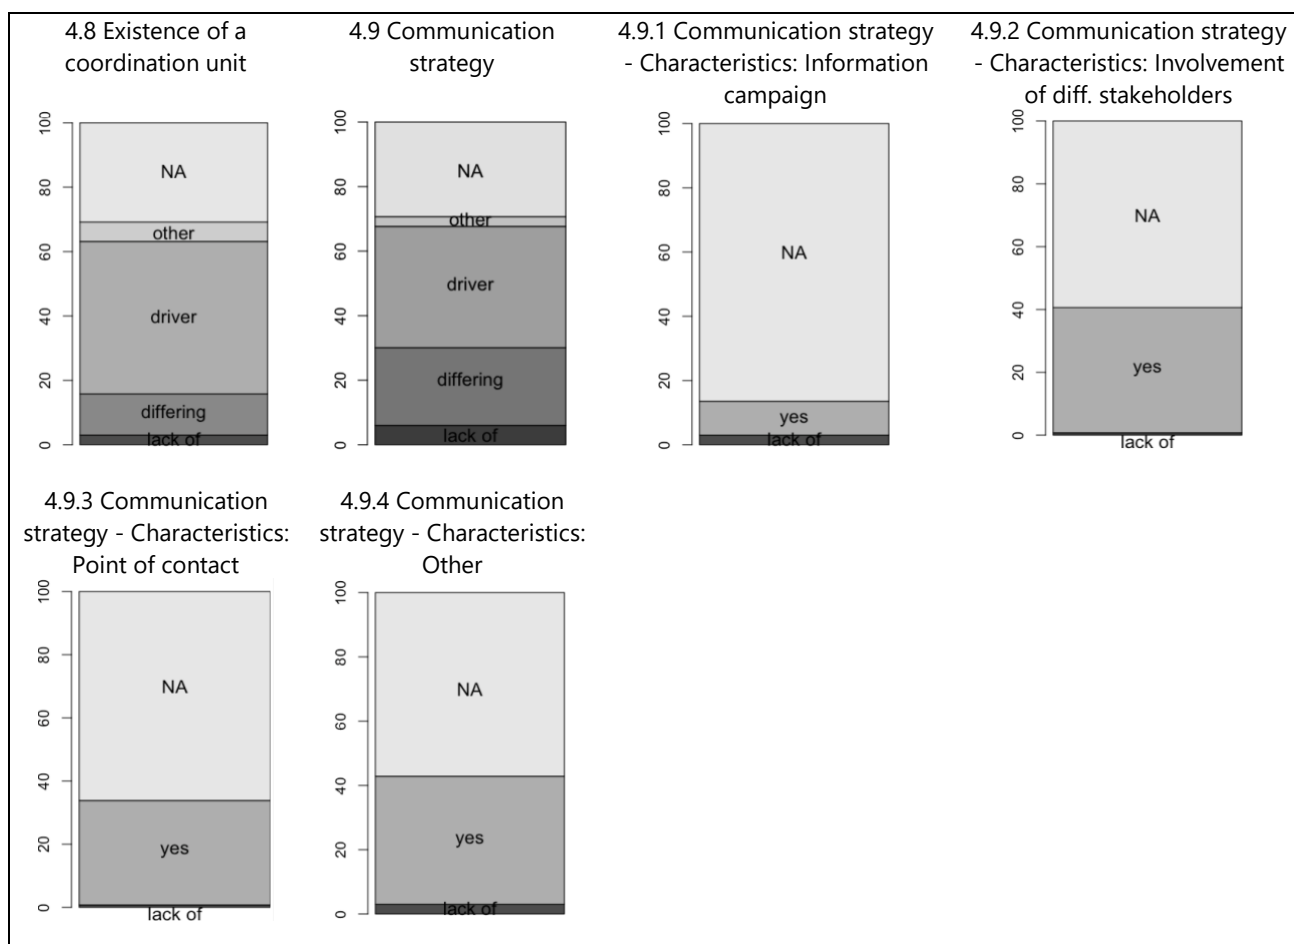 4.8 Existence of a
coordination unit
100
80
60
40
20
0
NA
other
driver
differing
lack of
4.9 Communication
strategy
100
80
60
40
20
0
NA
other
driver
differing
lack of
4.9.1 Communication strategy
- Characteristics: Information
campaign
100
80
60
40
20
0
NA
yes
lack of
4.9.2 Communication strategy
- Characteristics: Involvement
of diff. stakeholders
100
80
60
40
20
0
NA
yes
lack of
4.9.3 Communication
strategy - Characteristics:
Point of contact
100
80
60
40
20
0
NA
yes
lack of
4.9.4 Communication
strategy - Characteristics:
Other
100
80
60
40
20
0
NA
yes
lack of